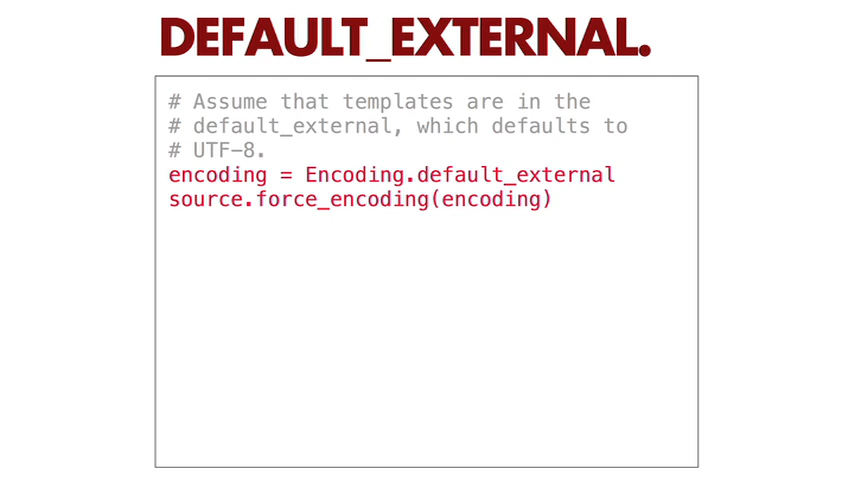 DEFAULT_EXTERNAL.
# Assume that templates are in the
# default_external, which defaults to
# UTF-8.
encoding = Encoding.default_external
source.force_encoding(encoding)